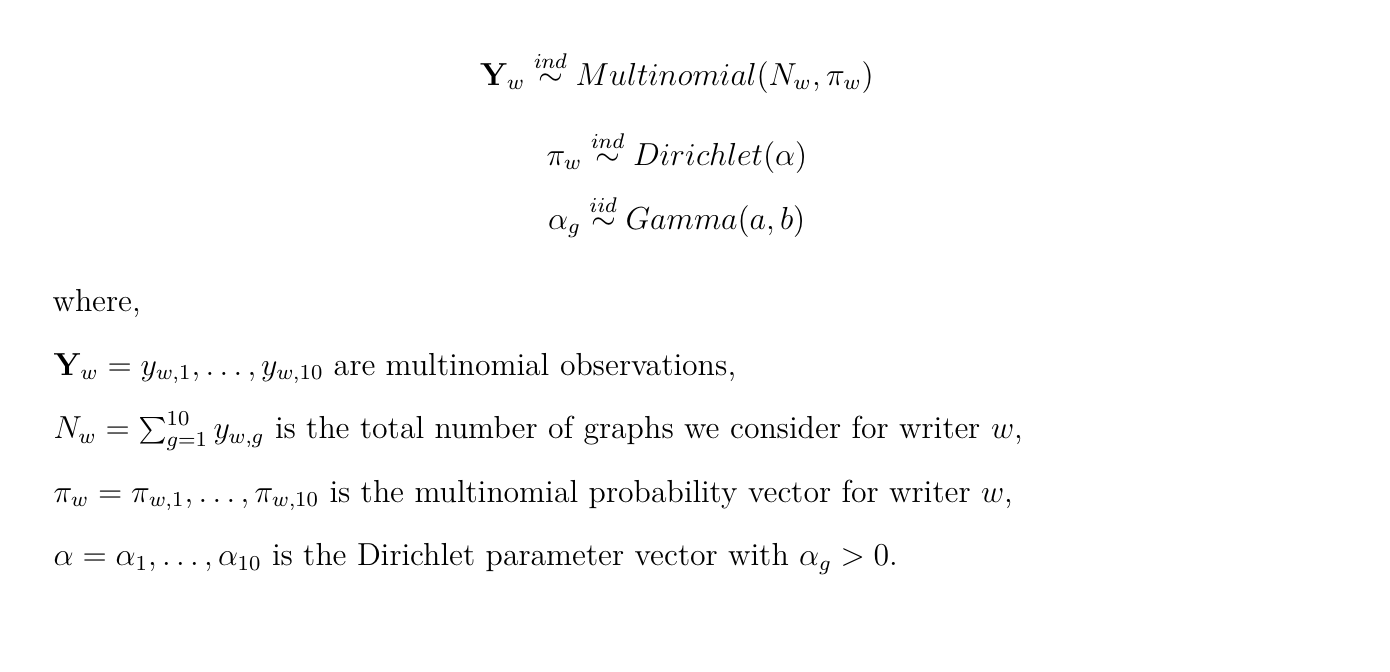 $\mathbf{Y}_w \overset{ind}{\sim} Multinomial(N_w, \pi_w)$
$\pi_w \overset{ind}{\sim} Dirichlet(\alpha)$
$\alpha_g \overset{iid}{\sim} Gamma(a, b)$
where,
$\mathbf{Y}_w = y_{w,1}, \ldots, y_{w,10}$ are multinomial observations,
$N_w = \sum_{g=1}^{10} y_{w,g}$ is the total number of graphs we consider for writer $w$,
$\pi_w = \pi_{w,1}, \ldots, \pi_{w,10}$ is the multinomial probability vector for writer $w$,
$\alpha = \alpha_1, \ldots, \alpha_{10}$ is the Dirichlet parameter vector with $\alpha_g > 0$.